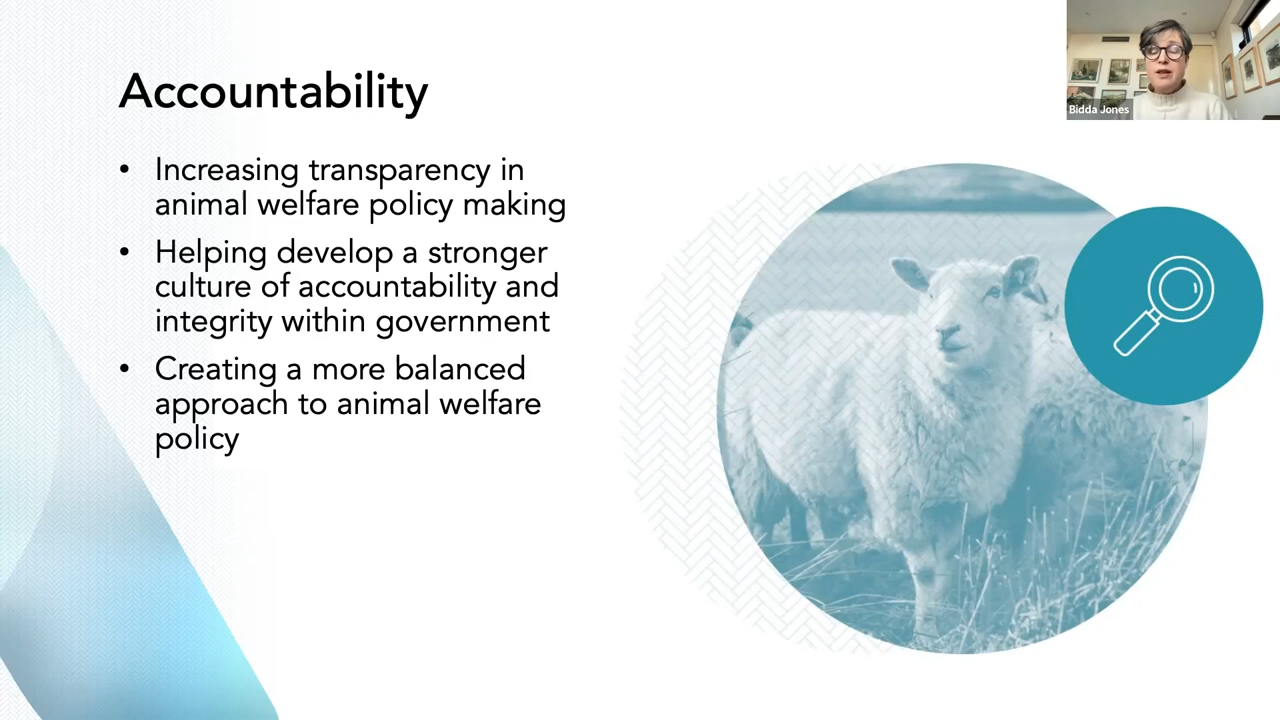 Accountability
• Increasing transparency in
animal welfare policy making
• Helping develop a stronger
culture of accountability and
integrity within government
• Creating a more balanced
approach to animal welfare
policy
Bidda Jones